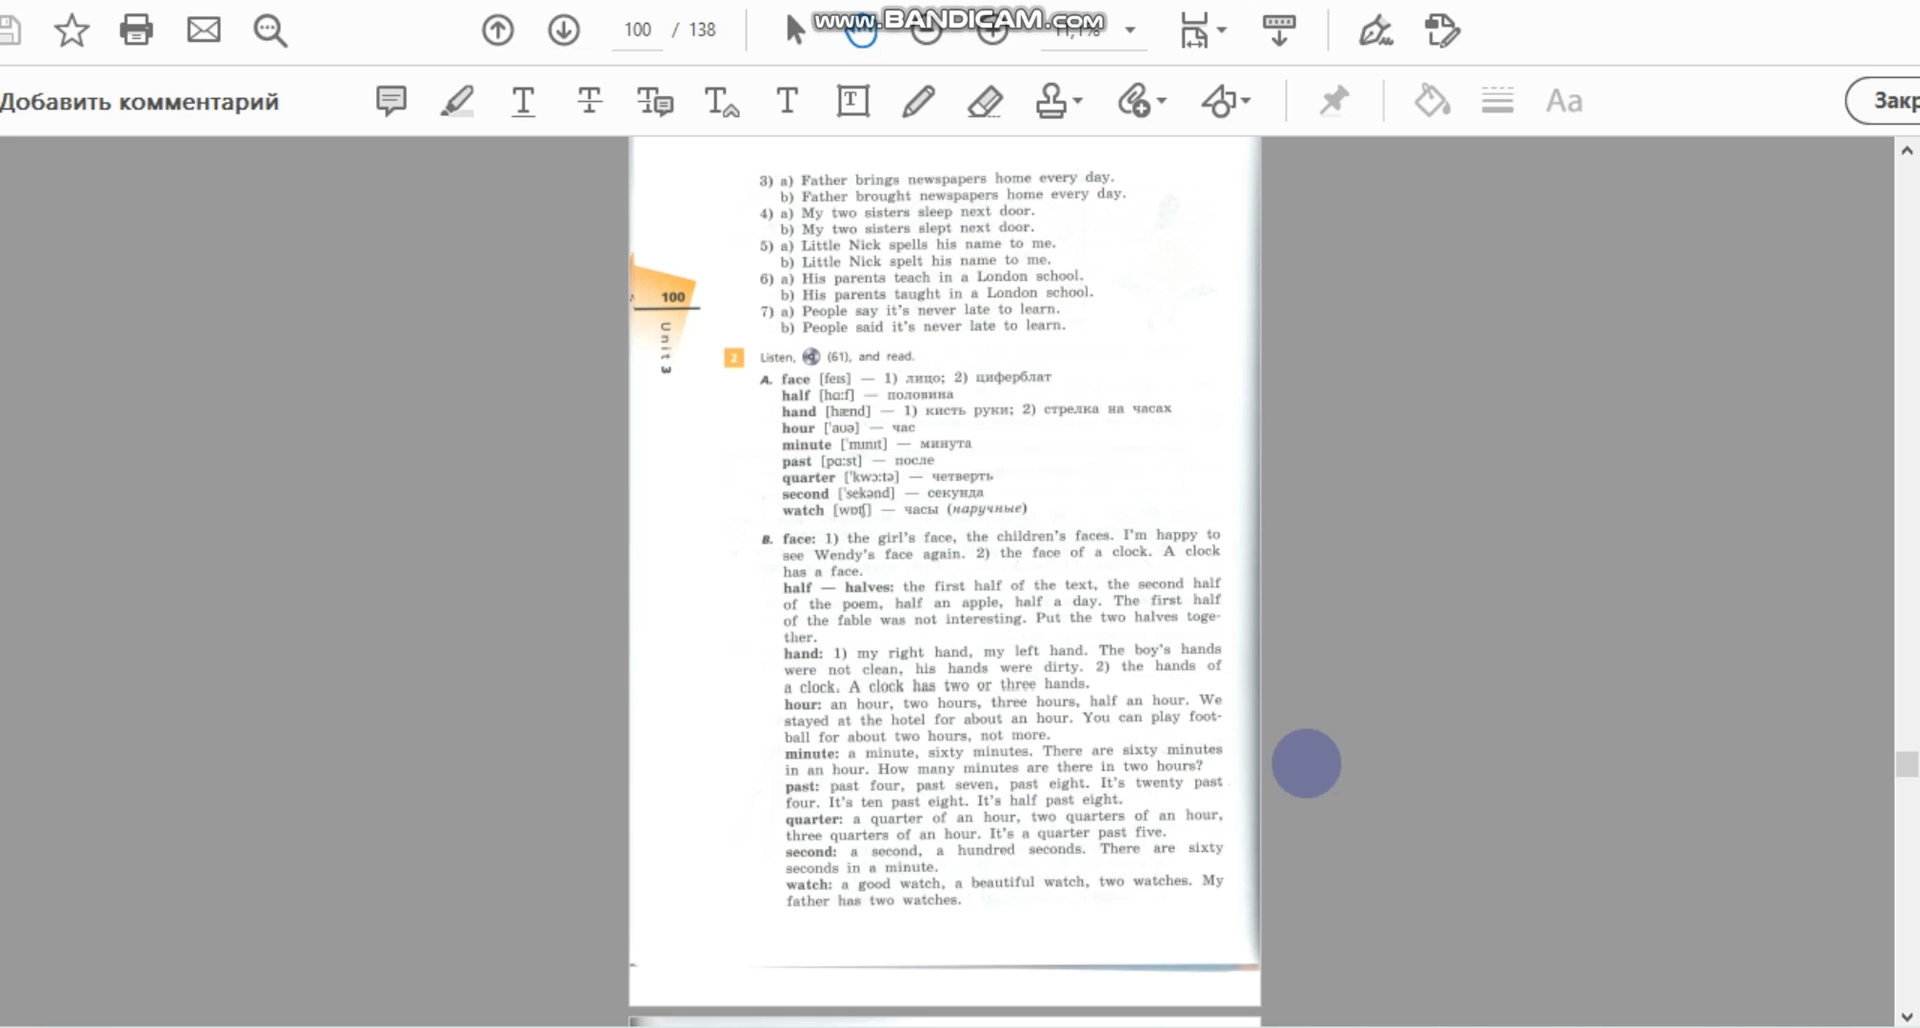 www.BANDICAM.com
100 / 138
Добавить комментарий
Aa
3) a) Father brings newspapers home every day.
b) Father brought newspapers home every day.
4) a) My two sisters sleep next door.
b) My two sisters slept next door.
5) a) Little Nick spells his name to me.
b) Little Nick spelt his name to me.
6) a) His parents teach in a London school.
b) His parents taught in a London school.
7) a) People say it's never late to learn.
b) People said it's never late to learn.
100
Unit 3
2 Listen, (61), and read.
A. face [feɪs] — 1) лицо; 2) циферблат
half [hɑ:f] — половина
hand [hænd] — 1) кисть руки; 2) стрелка на часах
hour ['aʊə] — час
minute ['mɪnɪt] — минута
past [pɑ:st] — после
quarter ['kwɔ:tə] — четверть
second ['sekənd] — секунда
watch [wɒtʃ] — часы (наручные)
B. face: 1) the girl's face, the children's faces. I'm happy to
see Wendy's face again. 2) the face of a clock. A clock
has a face.
half — halves: the first half of the text, the second half
of the poem, half an apple, half a day. The first half
of the fable was not interesting. Put the two halves toge-
ther.
hand: 1) my right hand, my left hand. The boy's hands
were not clean, his hands were dirty. 2) the hands of
a clock. A clock has two or three hands.
hour: an hour, two hours, three hours, half an hour. We
stayed at the hotel for about an hour. You can play foot-
ball for about two hours, not more.
minute: a minute, sixty minutes. There are sixty minutes
in an hour. How many minutes are there in two hours?
past: past four, past seven, past eight. It's twenty past
four. It's ten past eight. It's half past eight.
quarter: a quarter of an hour, two quarters of an hour,
three quarters of an hour. It's a quarter past five.
second: a second, a hundred seconds. There are sixty
seconds in a minute.
watch: a good watch, a beautiful watch, two watches. My
father has two watches.